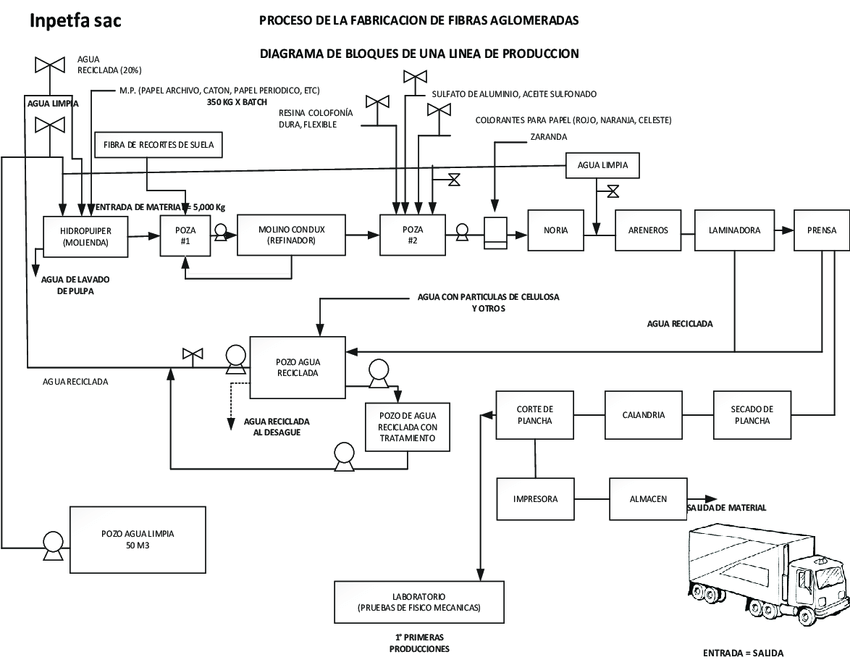 Inpetfa sac
PROCESO DE LA FABRICACION DE FIBRAS AGLOMERADAS
DIAGRAMA DE BLOQUES DE UNA LINEA DE PRODUCCION
AGUA
RECICLADA (20%)
M.P. (PAPEL ARCHIVO, CATON, PAPEL PERIODICO, ETC)
350 KG X BATCH
AGUA LIMPIA
SULFATO DE ALUMINIO, ACEITE SULFONADO
RESINA COLOFONÍA
DURA, FLEXIBLE
COLORANTES PARA PAPEL (ROJO, NARANJA, CELESTE)
ZARANDA
FIBRA DE RECORTES DE SUELA
AGUA LIMPIA
ENTRADA DE MATERIA = 5,000 Kg
HIDROPUIPER
(MOLIENDA)
POZA
#1
MOLINO CONDUX
(REFINADOR)
POZA
#2
NORIA
ARENEROS
LAMINADORA
PRENSA
AGUA DE LAVADO
DE PULPA
AGUA CON PARTICULAS DE CELULOSA
Y OTROS
AGUA RECICLADA
POZO AGUA
RECICLADA
AGUA RECICLADA
AGUA RECICLADA
AL DESAGUE
POZO DE AGUA
RECICLADA CON
TRATAMIENTO
CORTE DE
PLANCHA
CALANDRIA
SECADO DE
PLANCHA
IMPRESORA
ALMACEN
SALIDA DE MATERIAL
POZO AGUA LIMPIA
50 M3
LABORATORIO
(PRUEBAS DE FISICO MECANICAS)
1° PRIMERAS
PRODUCCIONES
ENTRADA = SALIDA